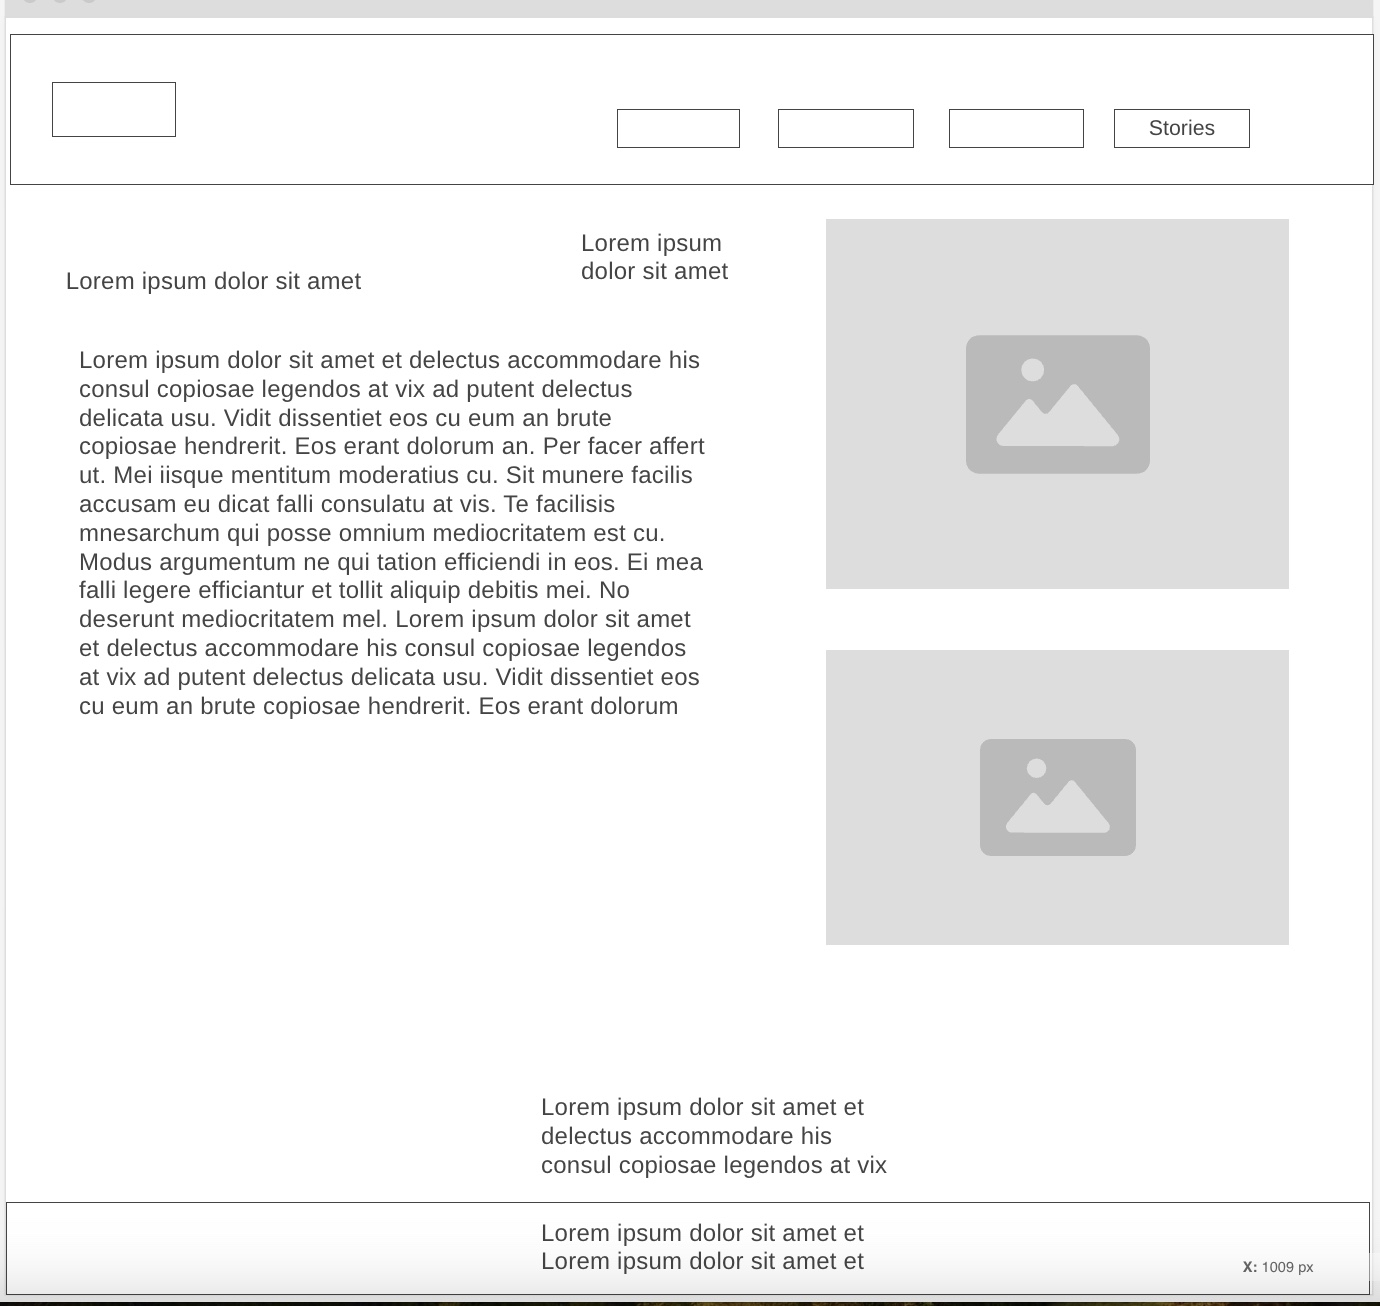 Stories
Lorem ipsum
dolor sit amet
Lorem ipsum dolor sit amet
Lorem ipsum dolor sit amet et delectus accommodare his
consul copiosae legendos at vix ad putent delectus
delicata usu. Vidit dissentiet eos cu eum an brute
copiosae hendrerit. Eos erant dolorum an. Per facer affert
ut. Mei iisque mentitum moderatius cu. Sit munere facilis
accusam eu dicat falli consulatu at vis. Te facilisis
mnesarchum qui posse omnium mediocritatem est cu.
Modus argumentum ne qui tation efficiendi in eos. Ei mea
falli legere efficiantur et tollit aliquip debitis mei. No
deserunt mediocritatem mel. Lorem ipsum dolor sit amet
et delectus accommodare his consul copiosae legendos
at vix ad putent delectus delicata usu. Vidit dissentiet eos
cu eum an brute copiosae hendrerit. Eos erant dolorum
Lorem ipsum dolor sit amet et
delectus accommodare his
consul copiosae legendos at vix
Lorem ipsum dolor sit amet et
Lorem ipsum dolor sit amet et
X: 1009 px